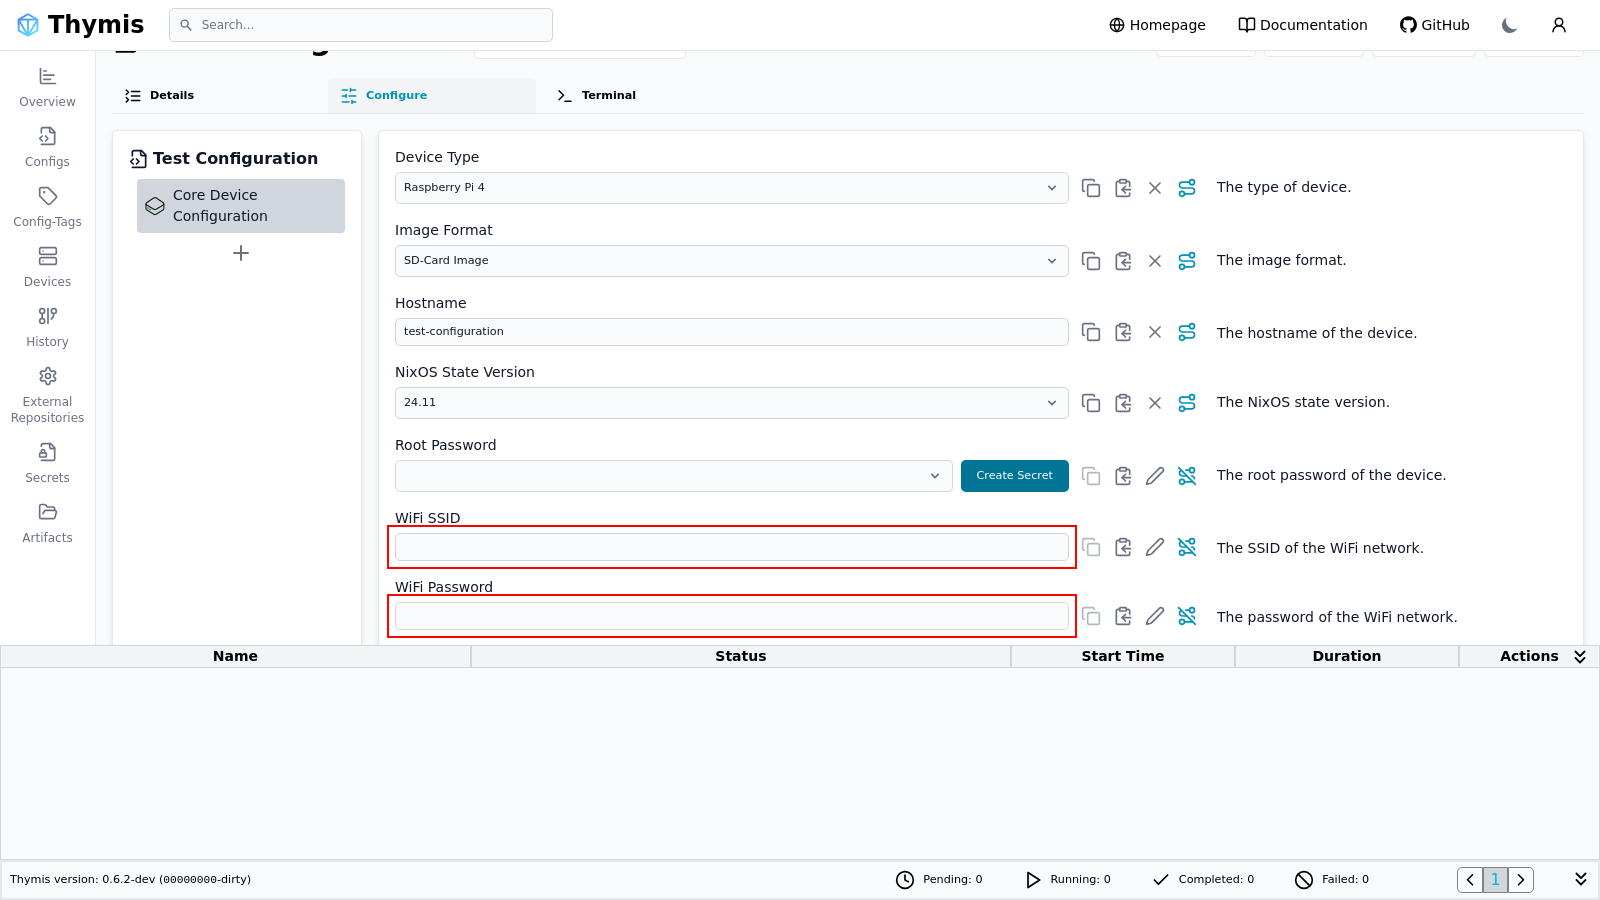 Thymis
Search...
Homepage
Documentation
GitHub
Overview
Configs
Config-Tags
Devices
History
External
Repositories
Secrets
Artifacts
Details
Configure
Terminal
Test Configuration
Core Device
Configuration
Device Type
Raspberry Pi 4
The type of device.
Image Format
SD-Card Image
The image format.
Hostname
test-configuration
The hostname of the device.
NixOS State Version
24.11
The NixOS state version.
Root Password
Create Secret
The root password of the device.
WiFi SSID
The SSID of the WiFi network.
WiFi Password
The password of the WiFi network.
Name
Status
Start Time
Duration
Actions
Thymis version: 0.6.2-dev (00000000-dirty)
Pending: 0
Running: 0
Completed: 0
Failed: 0
1